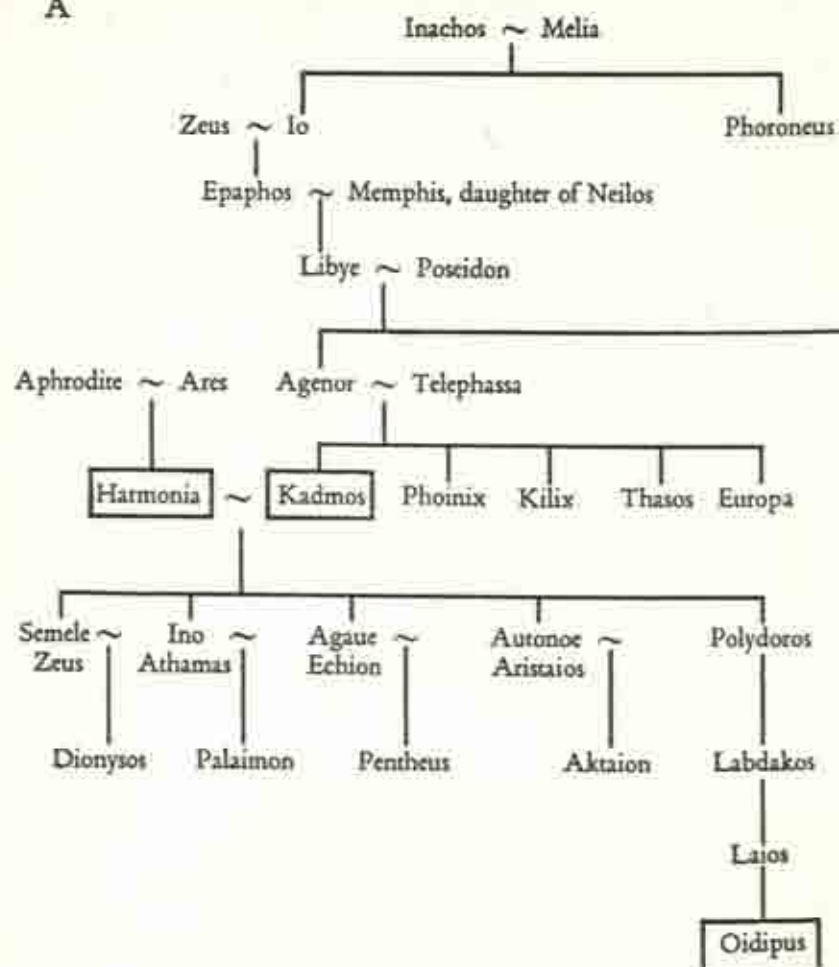 A
Inachos ~ Melia
Zeus ~ Io
Phoroneus
Epaphos ~ Memphis, daughter of Neilos
Libye ~ Poseidon
Aphrodite ~ Ares
Agenor ~ Telephassa
Harmonia ~ Kadmos
Phoinix
Kilix
Thasos
Europa
Semele ~
Zeus
Ino ~
Athamas
Agaue ~
Echion
Autonoe ~
Aristaios
Polydoros
Dionysos
Palaimon
Pentheus
Aktaion
Labdakos
Laios
Oidipus